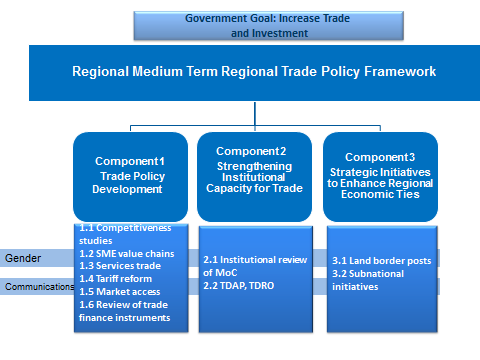 Government Goal: Increase Trade
and Investment
Regional Medium Term Regional Trade Policy Framework
Component1
Trade Policy
Development
Component2
Strengthening
Institutional
Capacity for Trade
Component3
Strategic Initiatives
to Enhance Regional
Economic Ties
1.1 Competitiveness
studies
1.2 SME value chains
1.3 Services trade
1.4 Tariff reform
1.5 Market access
1.6 Review of trade
finance instruments
2.1 Institutional review
of MoC
2.2 TDAP, TDRO
3.1 Land border posts
3.2 Subnational
initiatives
Gender
Communications